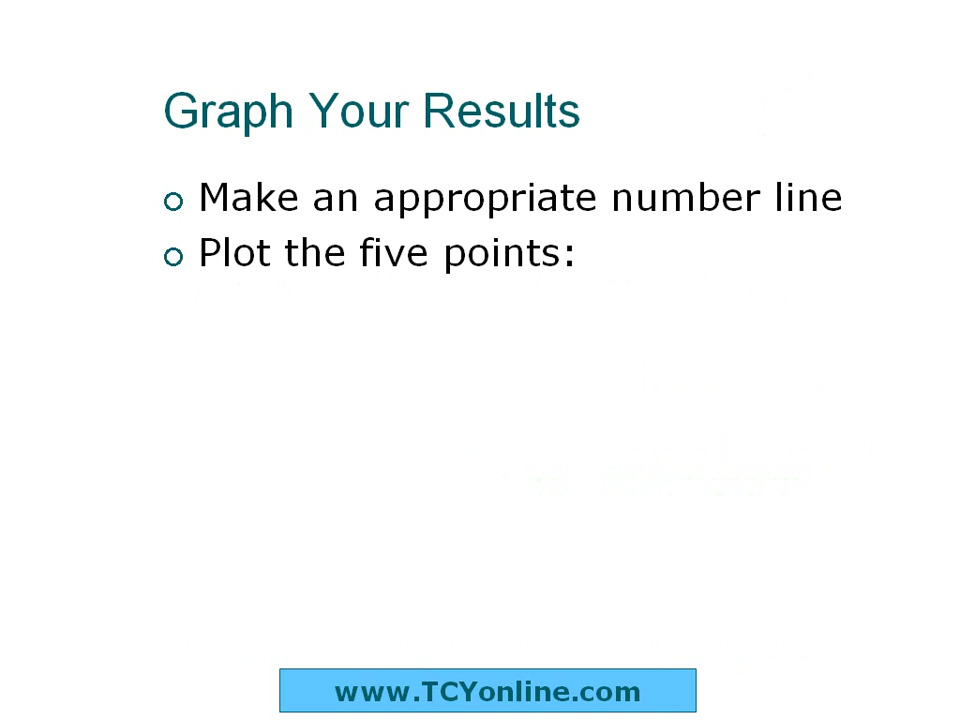 Graph Your Results
Make an appropriate number line
Plot the five points:
www.TCYonline.com